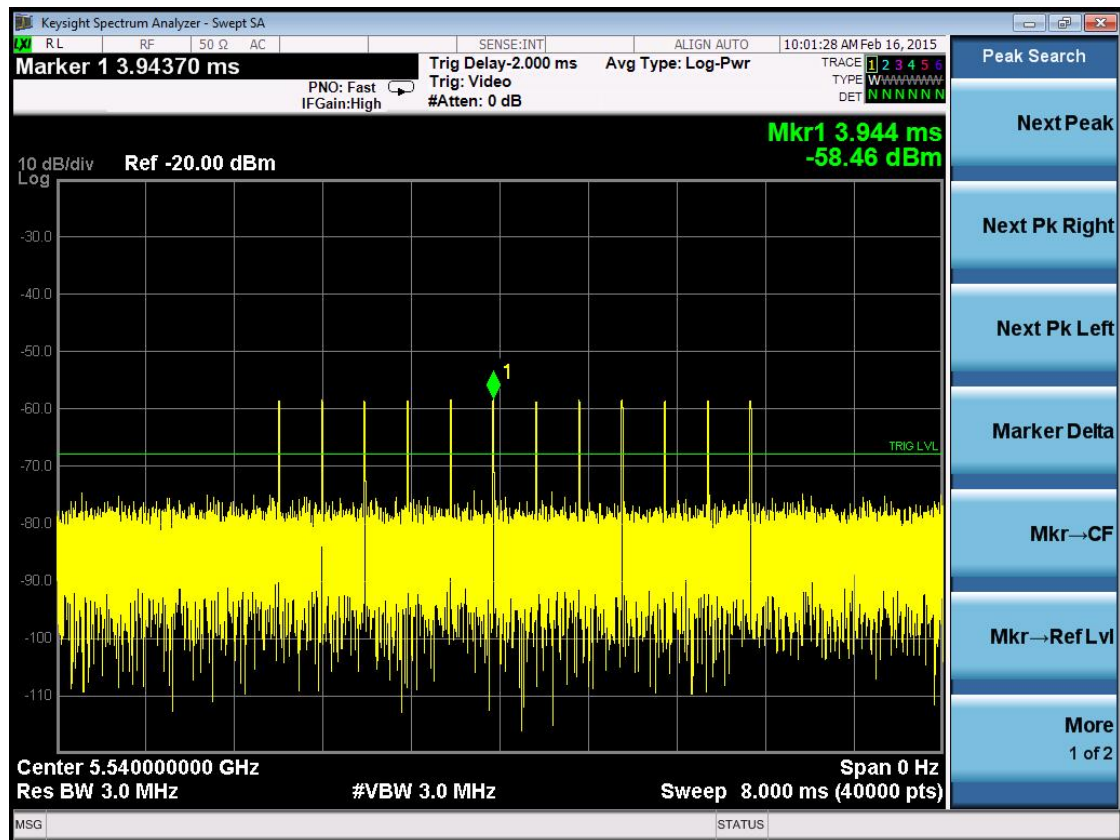 Keysight Spectrum Analyzer - Swept SA
LXI RL RF 50 Ω AC SENSE:INT ALIGN AUTO 10:01:28 AM Feb 16, 2015
Marker 1 3.94370 ms
PNO: Fast
IFGain:High
Trig Delay-2.000 ms
Trig: Video
#Atten: 0 dB
Avg Type: Log-Pwr
TRACE 1 2 3 4 5 6
TYPE WWWWWW
DET N N N N N N
Mkr1 3.944 ms
-58.46 dBm
10 dB/div Ref -20.00 dBm
Log
-30.0
-40.0
-50.0
1
-60.0
TRIG LVL
-70.0
-80.0
-90.0
-100
-110
Center 5.540000000 GHz Span 0 Hz
Res BW 3.0 MHz #VBW 3.0 MHz Sweep 8.000 ms (40000 pts)
MSG STATUS
Peak Search
Next Peak
Next Pk Right
Next Pk Left
Marker Delta
Mkr→CF
Mkr→Ref Lvl
More
1 of 2